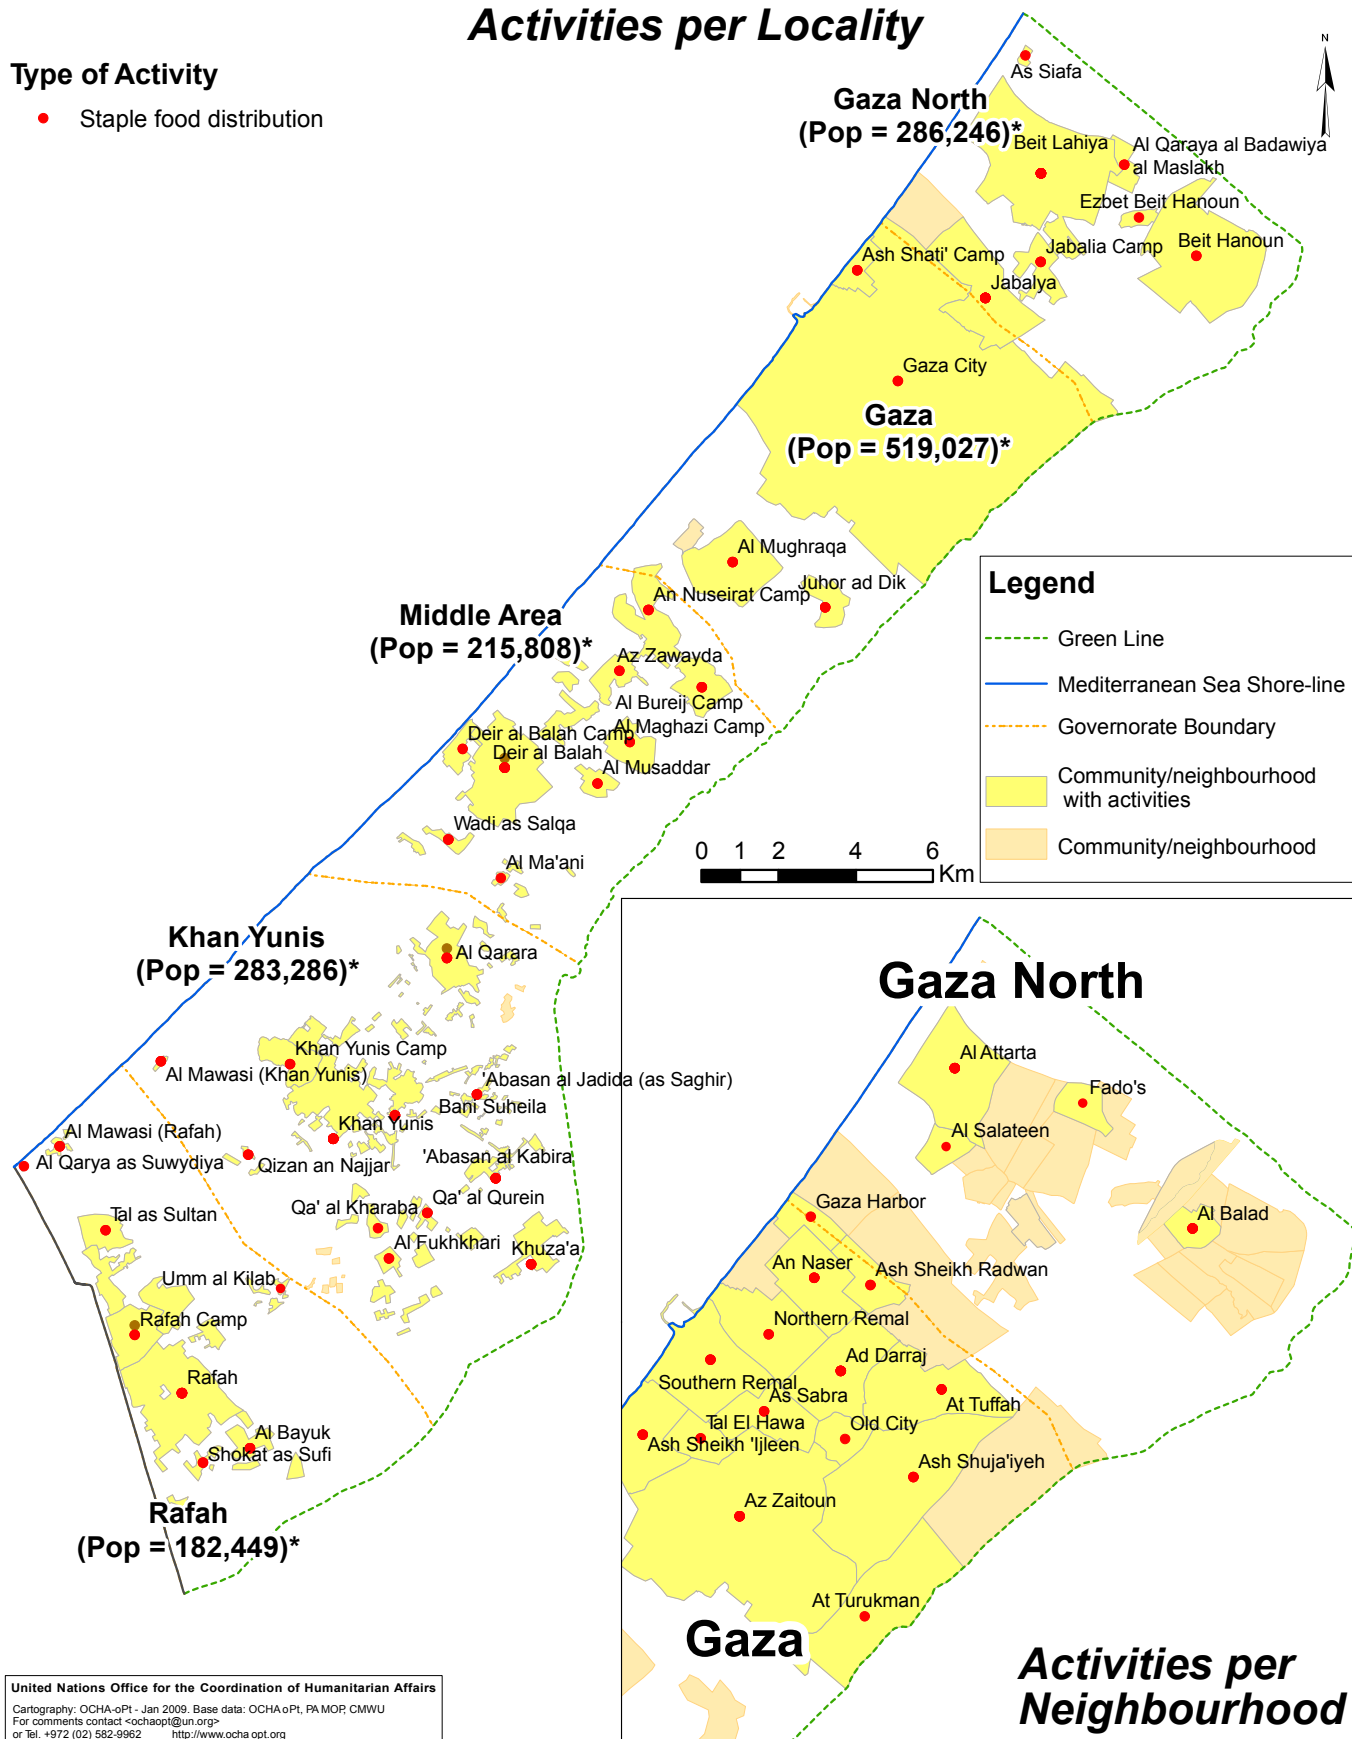 Activities per Locality
Type of Activity
Staple food distribution
N
As Siafa
Gaza North
(Pop = 286,246)*
Beit Lahiya
Al Qaraya al Badawiya
al Maslakh
Ezbet Beit Hanoun
Beit Hanoun
Jabalia Camp
Ash Shati' Camp
Jabalya
Gaza City
Gaza
(Pop = 519,027)*
Al Mughraqa
Juhor ad Dik
An Nuseirat Camp
Middle Area
(Pop = 215,808)*
Az Zawayda
Al Bureij Camp
Al Maghazi Camp
Deir al Balah Camp
Deir al Balah
Al Musaddar
Wadi as Salqa
Al Ma'ani
Legend
Green Line
Mediterranean Sea Shore-line
Governorate Boundary
Community/neighbourhood
with activities
Community/neighbourhood
0 1 2 4 6
Km
Khan Yunis
(Pop = 283,286)*
Al Qarara
Khan Yunis Camp
Al Mawasi (Khan Yunis)
'Abasan al Jadida (as Saghir)
Bani Suheila
Khan Yunis
Al Mawasi (Rafah)
Al Qarya as Suwydiya
Qizan an Najjar
'Abasan al Kabira
Qa' al Kharaba
Qa' al Qurein
Tal as Sultan
Al Fukhkhari
Khuza'a
Umm al Kilab
Rafah Camp
Rafah
Al Bayuk
Shokat as Sufi
Rafah
(Pop = 182,449)*
Gaza North
Al Attarta
Fado's
Al Salateen
Gaza Harbor
Al Balad
An Naser
Ash Sheikh Radwan
Northern Remal
Ad Darraj
Southern Remal
As Sabra
At Tuffah
Tal El Hawa
Old City
Ash Sheikh 'Ijleen
Ash Shuja'iyeh
Az Zaitoun
At Turukman
Gaza
Activities per
Neighbourhood
United Nations Office for the Coordination of Humanitarian Affairs
Cartography: OCHA-oPt - Jan 2009. Base data: OCHA oPt, PA MOP, CMWU
For comments contact <ochaopt@un.org>
or Tel. +972 (02) 582-9962 http://www.ocha opt.org